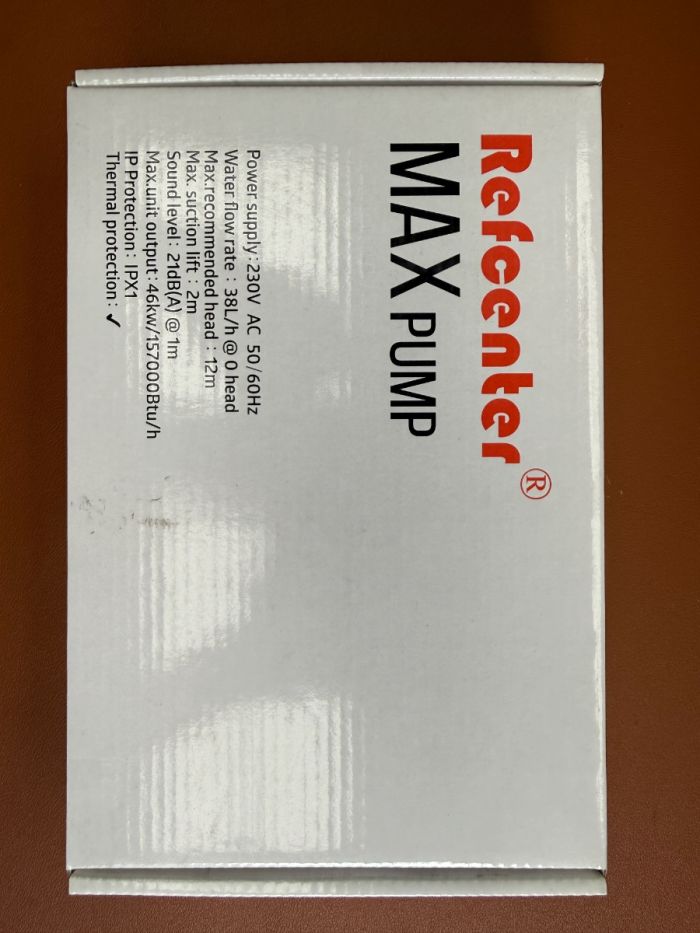 Refcenter®
MAX PUMP
Power supply:230V AC 50/60Hz
Water flow rate : 38L/h @ 0 head
Max.recommended head : 12m
Max. suction lift : 2m
Sound level: 21dB(A) @ 1m
Max.unit output:46kw/157000Btu/h
IP Protection: IPX1
Thermal protection: ✓